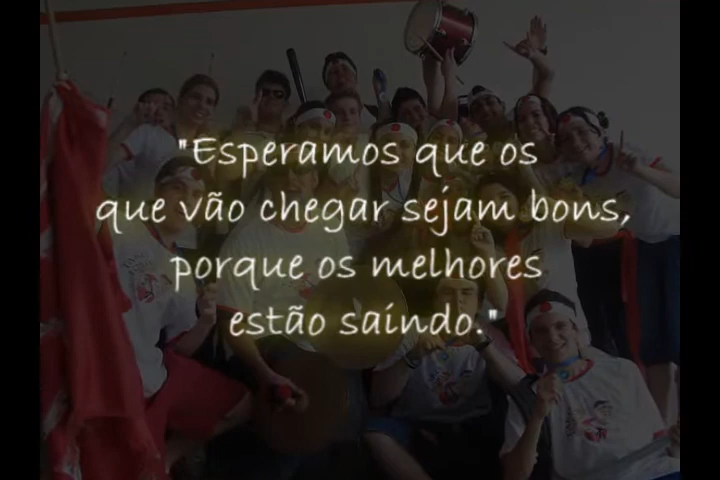 "Esperamos que os
que vão chegar sejam bons,
porque os melhores
estão saindo."